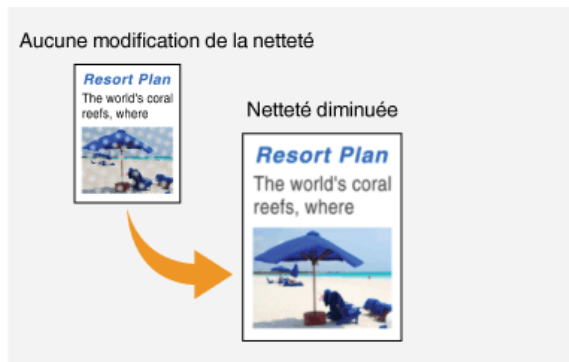 Aucune modification de la netteté
Resort Plan
The world's coral
reefs, where
Netteté diminuée
Resort Plan
The world's coral
reefs, where